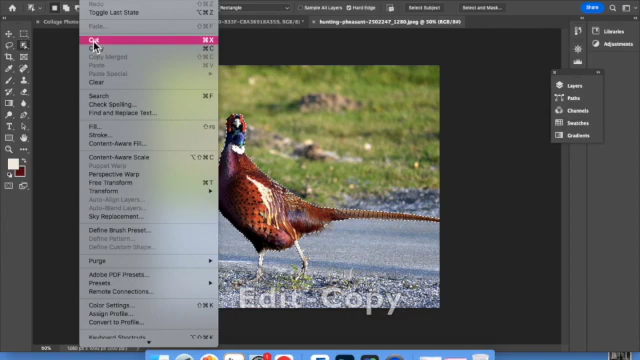 Redo ⇧⌘Z
Toggle Last State ⌥⌘Z
Fade... ⇧⌘F
Cut ⌘X
⌘C
Copy Merged ⇧⌘C
Paste ⌘V
Paste Special
Clear
Search ⌘F
Check Spelling...
Find and Replace Text...
Fill... ⇧F5
Stroke...
Content-Aware Fill...
Content-Aware Scale ⌥⇧⌘C
Puppet Warp
Perspective Warp
Free Transform ⌘T
Transform
Auto-Align Layers...
Auto-Blend Layers...
Sky Replacement...
Define Brush Preset...
Define Pattern...
Define Custom Shape...
Purge
Adobe PDF Presets...
Presets
Remote Connections...
Color Settings... ⇧⌘K
Assign Profile...
Convert to Profile...
Keyboard Shortcuts...
Rectangle
Sample All Layers
Hard Edge
Select Subject
Select and Mask...
Share
Collage Photos
hunting-pheasant-2502247_1280.jpeg @ 50% (RGB/8#)
Libraries
Adjustments
Layers
Paths
Channels
Swatches
Gradients
Edit Copy